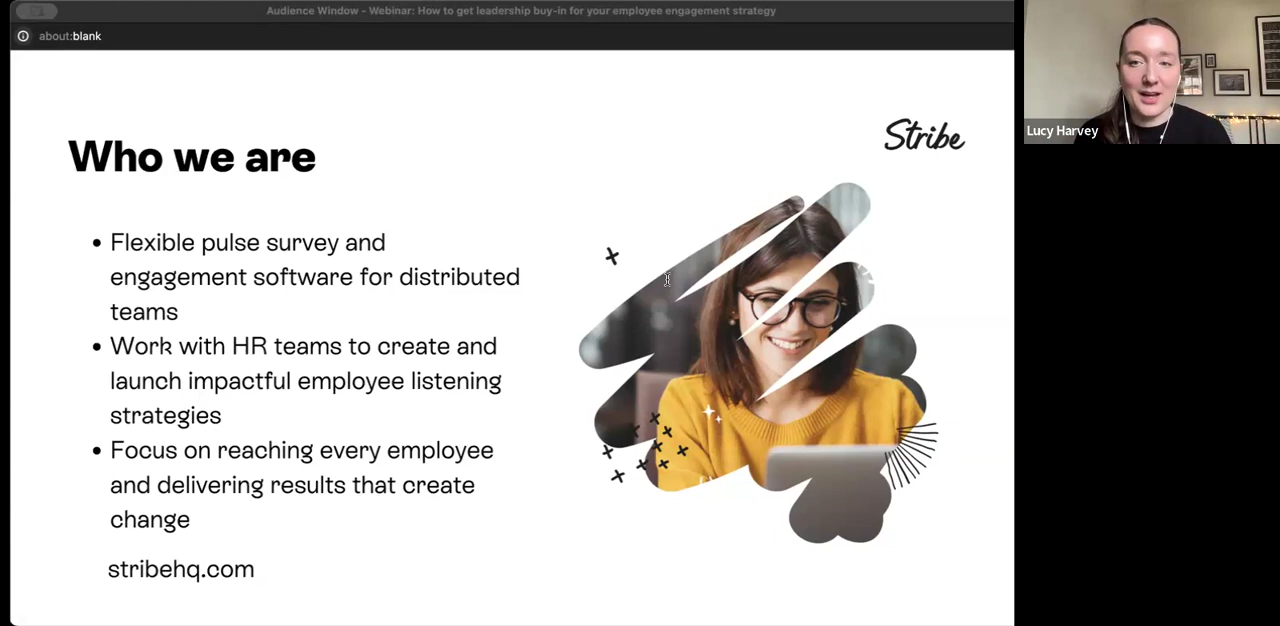 Audience Window - Webinar: How to get leadership buy-in for your employee engagement strategy
about:blank
Lucy Harvey
Stribe
Who we are
• Flexible pulse survey and
engagement software for distributed
teams
• Work with HR teams to create and
launch impactful employee listening
strategies
• Focus on reaching every employee
and delivering results that create
change
stribehq.com